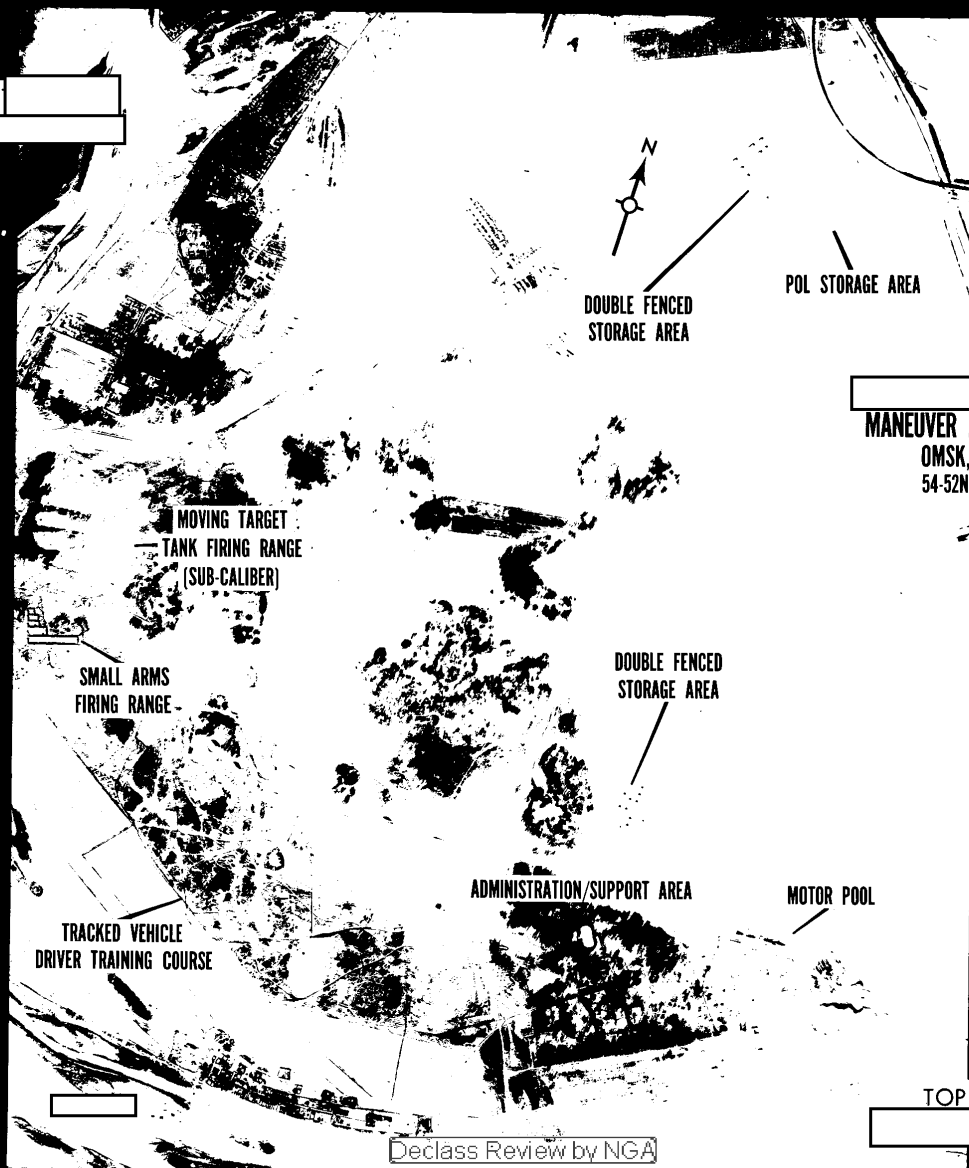 N
DOUBLE FENCED
STORAGE AREA
POL STORAGE AREA
MANEUVER
OMSK,
54-52N
MOVING TARGET
TANK FIRING RANGE
(SUB-CALIBER)
SMALL ARMS
FIRING RANGE
DOUBLE FENCED
STORAGE AREA
ADMINISTRATION/SUPPORT AREA
MOTOR POOL
TRACKED VEHICLE
DRIVER TRAINING COURSE
TOP
Declass Review by NGA